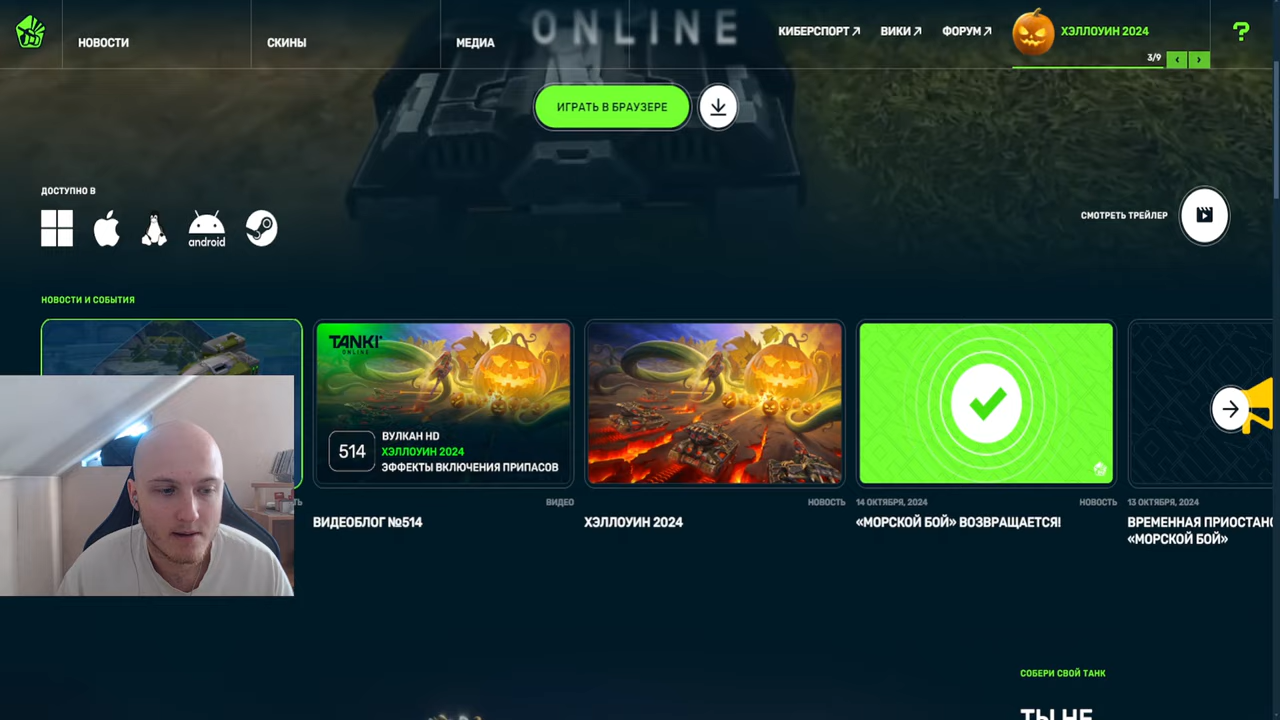 ONLINE
НОВОСТИ
СКИНЫ
МЕДИА
КИБЕРСПОРТ
ВИКИ
ФОРУМ
ХЭЛЛОУИН 2024
3/9
ИГРАТЬ В БРАУЗЕРЕ
ДОСТУПНО В
android
СМОТРЕТЬ ТРЕЙЛЕР
НОВОСТИ И СОБЫТИЯ
TANKI
ONLINE
514
ВУЛКАН HD
ХЭЛЛОУИН 2024
ЭФФЕКТЫ ВКЛЮЧЕНИЯ ПРИПАСОВ
ВИДЕО
ВИДЕОБЛОГ №514
НОВОСТЬ
ХЭЛЛОУИН 2024
14 ОКТЯБРЯ, 2024
НОВОСТЬ
«МОРСКОЙ БОЙ» ВОЗВРАЩАЕТСЯ!
13 ОКТЯБРЯ, 2024
ВРЕМЕННАЯ ПРИОСТАНО
«МОРСКОЙ БОЙ»
СОБЕРИ СВОЙ ТАНК
ТЫ НЕ